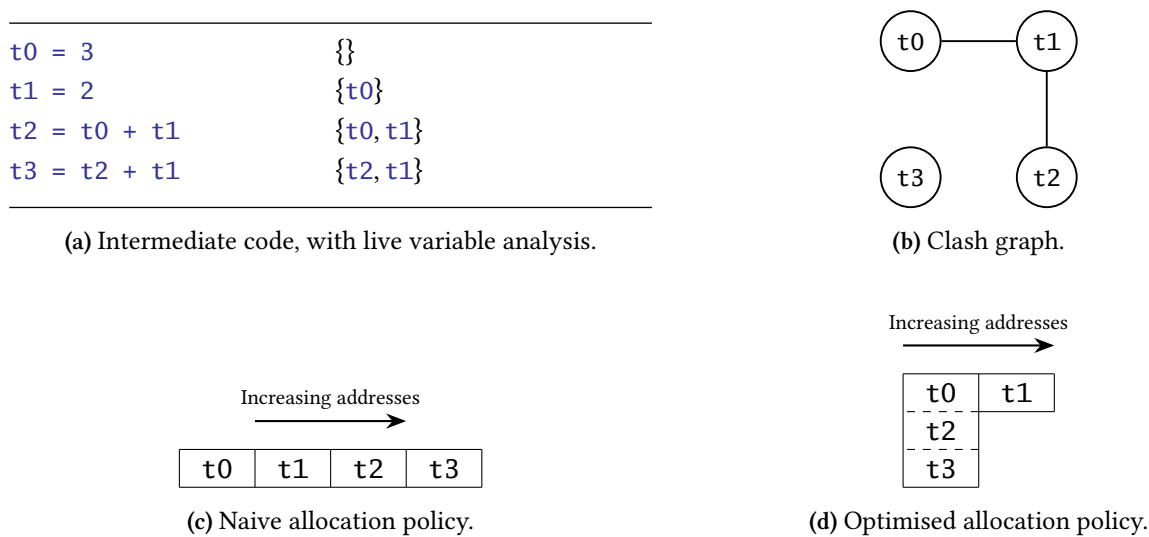 t0 = 3 {}
t1 = 2 {t0}
t2 = t0 + t1 {t0, t1}
t3 = t2 + t1 {t2, t1}
(a) Intermediate code, with live variable analysis.
t0 t1
t3 t2
(b) Clash graph.
Increasing addresses
t0 t1 t2 t3
(c) Naive allocation policy.
Increasing addresses
t0 t1
t2
t3
(d) Optimised allocation policy.